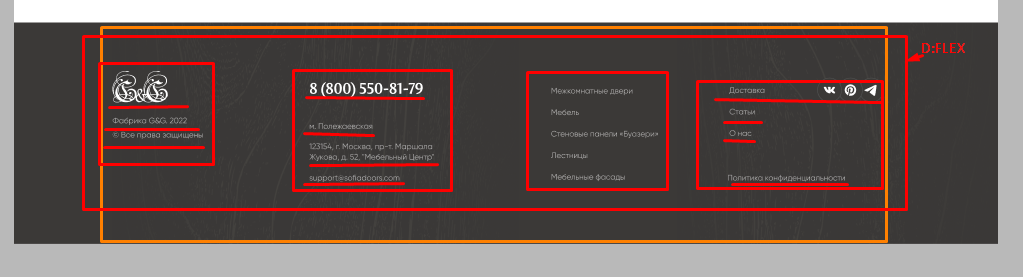 D:FLEX
G&G
Фабрика G&G. 2022
© Все права защищены
8 (800) 550-81-79
м. Полежаевская
123154, г. Москва, пр-т. Маршала
Жукова, д. 52, "Мебельный Центр"
support@sofiadoors.com
Межкомнатные двери
Мебель
Стеновые панели «Буазери»
Лестницы
Мебельные фасады
Доставка
Статьи
О нас
Политика конфиденциальности